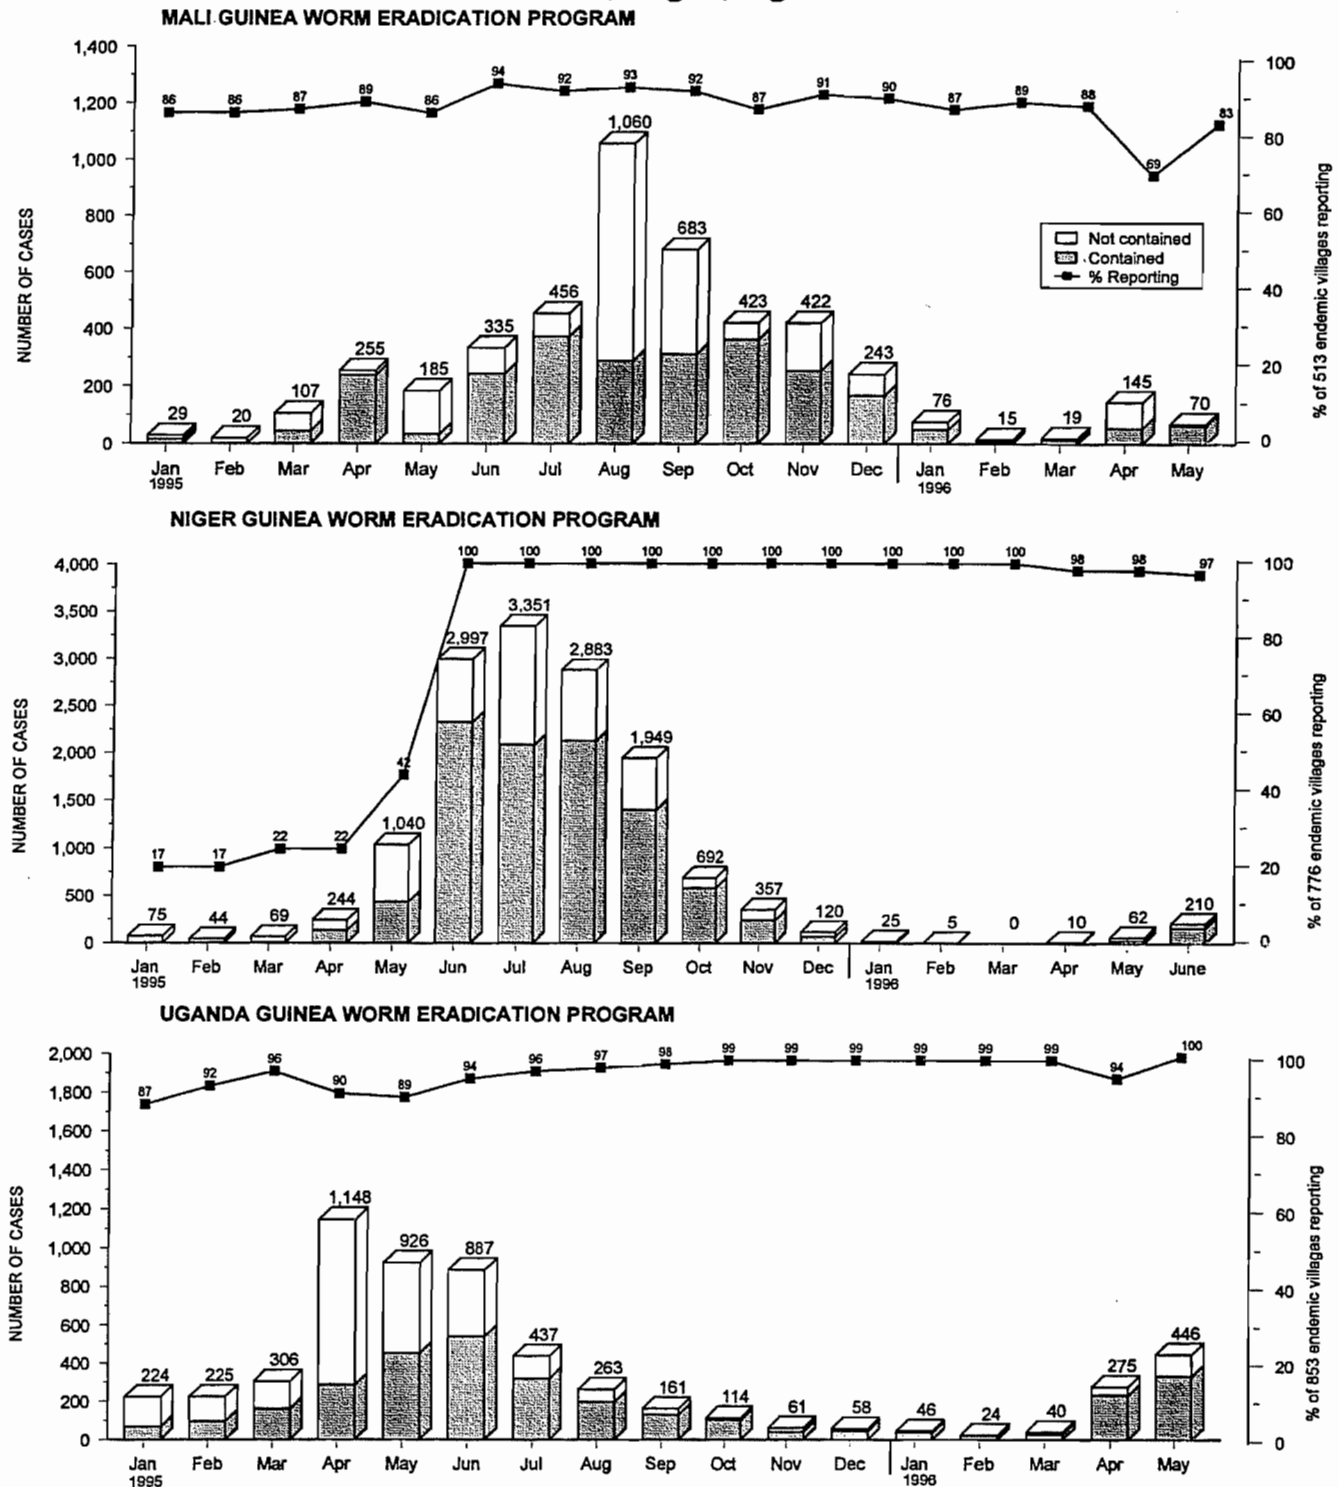 MALI GUINEA WORM ERADICATION PROGRAM
1,400
1,200
1,000
800
600
400
200
0
NUMBER OF CASES
100
80
60
40
20
0
% of 513 endemic villages reporting
86 86 87 89 86 94 92 93 92 87 91 90 87 89 88 69 83
Not contained
Contained
% Reporting
29 20 107 255 185 335 456 1,060 683 423 422 243 76 15 19 145 70
Jan Feb Mar Apr May Jun Jul Aug Sep Oct Nov Dec Jan Feb Mar Apr May
1995 1996
NIGER GUINEA WORM ERADICATION PROGRAM
4,000
3,500
3,000
2,500
2,000
1,500
1,000
500
0
NUMBER OF CASES
100
80
60
40
20
0
% of 776 endemic villages reporting
17 17 22 22 42 100 100 100 100 100 100 100 100 100 100 98 98 97
75 44 69 244 1,040 2,997 3,351 2,883 1,949 692 357 120 25 5 0 10 62 210
Jan Feb Mar Apr May Jun Jul Aug Sep Oct Nov Dec Jan Feb Mar Apr May June
1995 1996
UGANDA GUINEA WORM ERADICATION PROGRAM
2,000
1,800
1,600
1,400
1,200
1,000
800
600
400
200
0
NUMBER OF CASES
100
80
60
40
20
0
% of 853 endemic villagas reporting
87 92 96 90 89 94 96 97 98 99 99 99 99 99 99 94 100
224 225 306 1,148 926 887 437 263 161 114 61 58 46 24 40 275 446
Jan Feb Mar Apr May Jun Jul Aug Sep Oct Nov Dec Jan Feb Mar Apr May
1995 1996